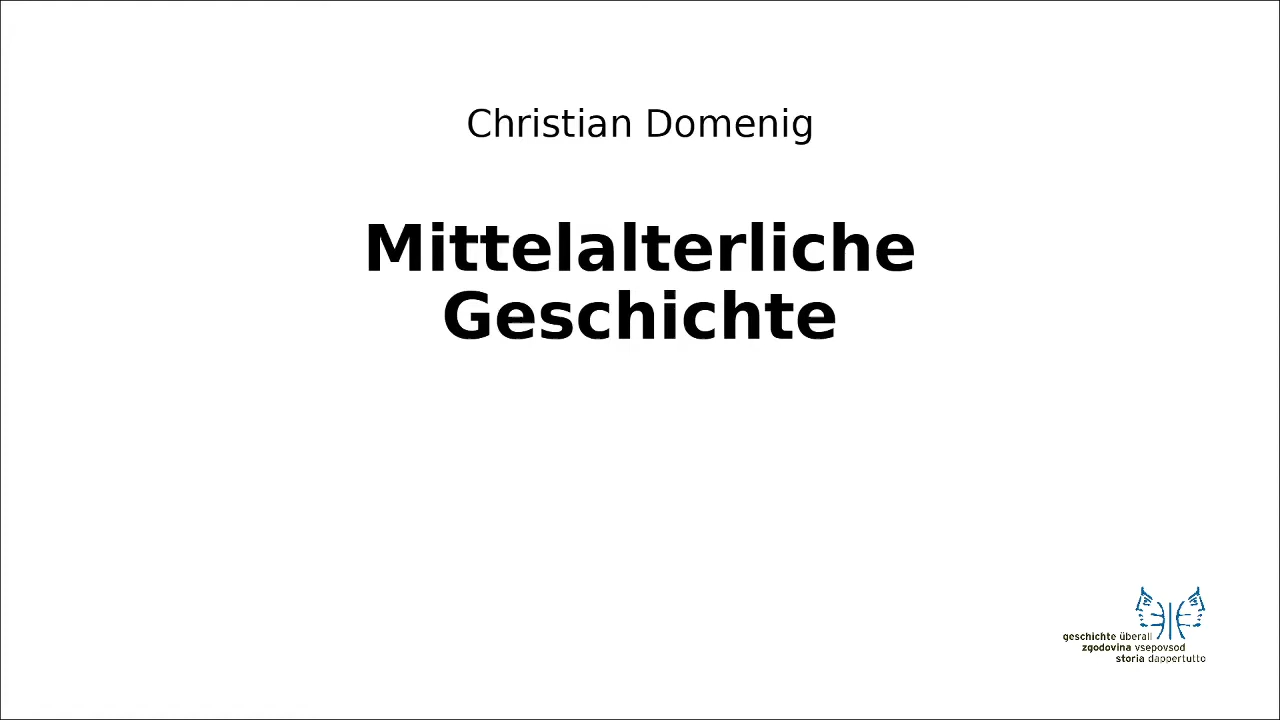 Christian Domenig
Mittelalterliche
Geschichte
geschichte überall
zgodovina vsepovsod
storia dappertutto